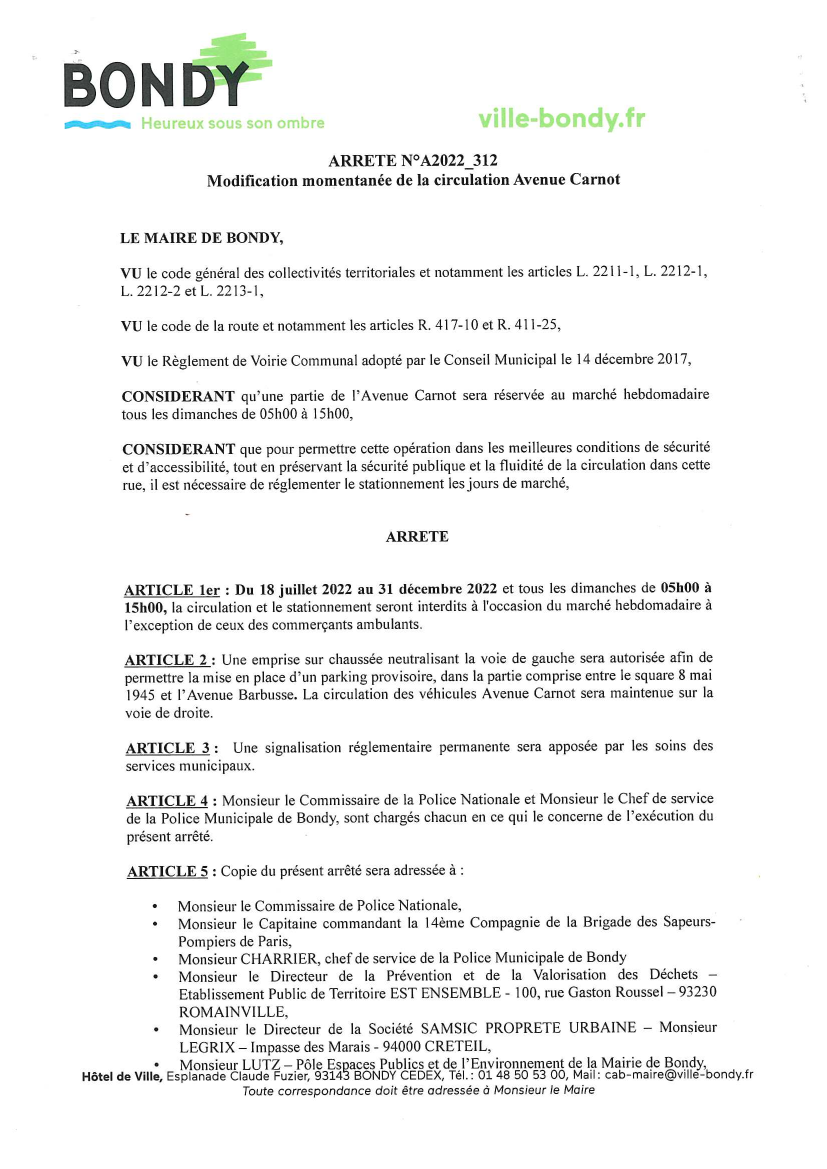 BONDY
Heureux sous son ombre
ville-bondy.fr
ARRETE N°A2022_312
Modification momentanée de la circulation Avenue Carnot
LE MAIRE DE BONDY,
VU le code général des collectivités territoriales et notamment les articles L. 2211-1, L. 2212-1,
L. 2212-2 et L. 2213-1,
VU le code de la route et notamment les articles R. 417-10 et R. 411-25,
VU le Règlement de Voirie Communal adopté par le Conseil Municipal le 14 décembre 2017,
CONSIDERANT qu'une partie de l'Avenue Carnot sera réservée au marché hebdomadaire
tous les dimanches de 05h00 à 15h00,
CONSIDERANT que pour permettre cette opération dans les meilleures conditions de sécurité
et d'accessibilité, tout en préservant la sécurité publique et la fluidité de la circulation dans cette
rue, il est nécessaire de réglementer le stationnement les jours de marché,
ARRETE
ARTICLE 1er : Du 18 juillet 2022 au 31 décembre 2022 et tous les dimanches de 05h00 à
15h00, la circulation et le stationnement seront interdits à l'occasion du marché hebdomadaire à
l'exception de ceux des commerçants ambulants.
ARTICLE 2 : Une emprise sur chaussée neutralisant la voie de gauche sera autorisée afin de
permettre la mise en place d'un parking provisoire, dans la partie comprise entre le square 8 mai
1945 et l'Avenue Barbusse. La circulation des véhicules Avenue Carnot sera maintenue sur la
voie de droite.
ARTICLE 3 : Une signalisation réglementaire permanente sera apposée par les soins des
services municipaux.
ARTICLE 4 : Monsieur le Commissaire de la Police Nationale et Monsieur le Chef de service
de la Police Municipale de Bondy, sont chargés chacun en ce qui le concerne de l'exécution du
présent arrêté.
ARTICLE 5 : Copie du présent arrêté sera adressée à :
• Monsieur le Commissaire de Police Nationale,
• Monsieur le Capitaine commandant la 14ème Compagnie de la Brigade des Sapeurs-
Pompiers de Paris,
• Monsieur CHARRIER, chef de service de la Police Municipale de Bondy
• Monsieur le Directeur de la Prévention et de la Valorisation des Déchets –
Etablissement Public de Territoire EST ENSEMBLE - 100, rue Gaston Roussel – 93230
ROMAINVILLE,
• Monsieur le Directeur de la Société SAMSIC PROPRETE URBAINE – Monsieur
LEGRIX – Impasse des Marais - 94000 CRETEIL,
• Monsieur LUTZ – Pôle Espaces Publics et de l'Environnement de la Mairie de Bondy,
Hôtel de Ville, Esplanade Claude Fuzier, 93143 BONDY CEDEX, Tél. : 01 48 50 53 00, Mail : cab-maire@ville-bondy.fr
Toute correspondance doit être adressée à Monsieur le Maire